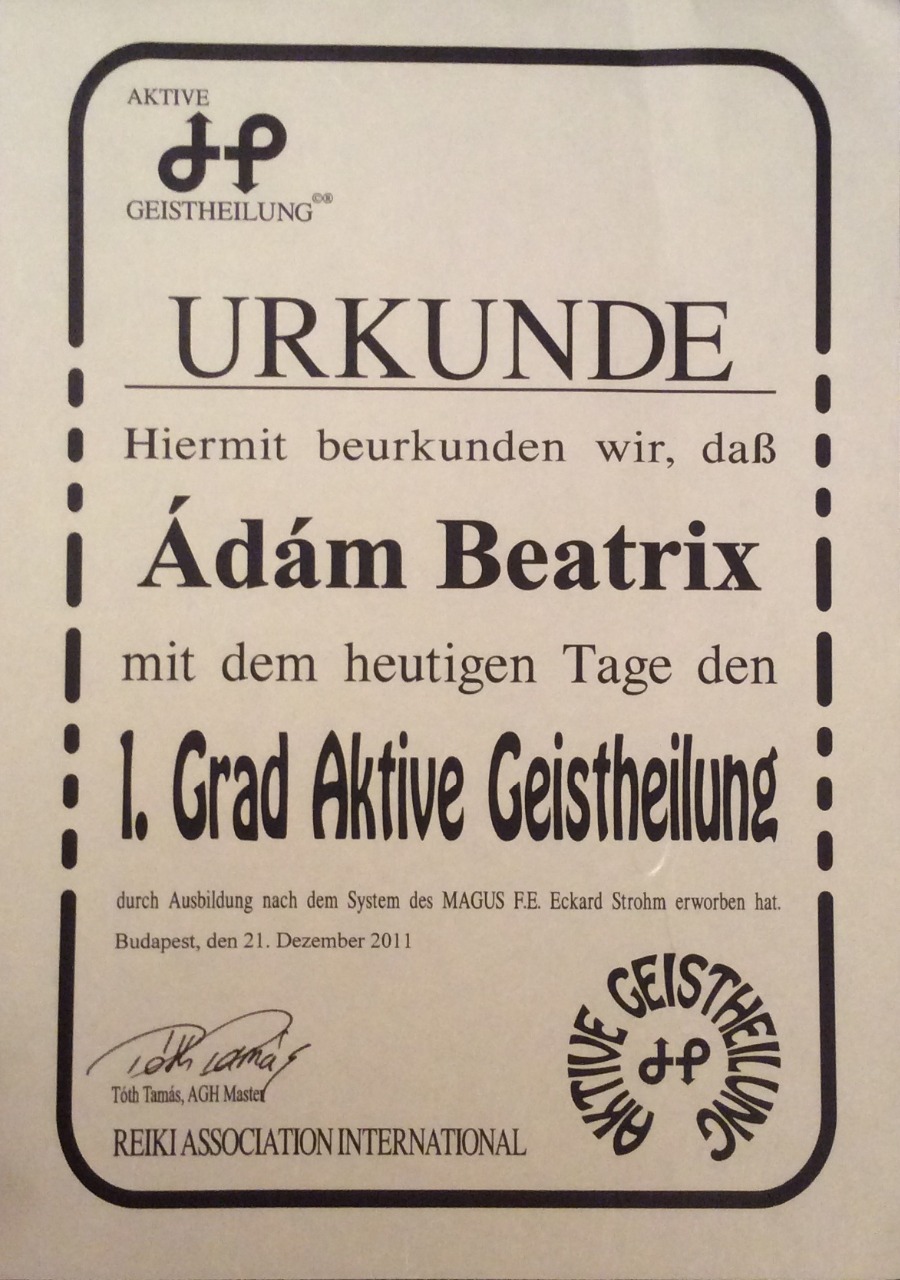 AKTIVE
GEISTHEILUNG©®
URKUNDE
Hiermit beurkunden wir, daß
Ádám Beatrix
mit dem heutigen Tage den
1. Grad Aktive Geistheilung
durch Ausbildung nach dem System des MAGUS F.E. Eckard Strohm erworben hat.
Budapest, den 21. Dezember 2011
Tóth Tamás
Tóth Tamás, AGH Master
REIKI ASSOCIATION INTERNATIONAL
AKTIVE GEISTHEILUNG